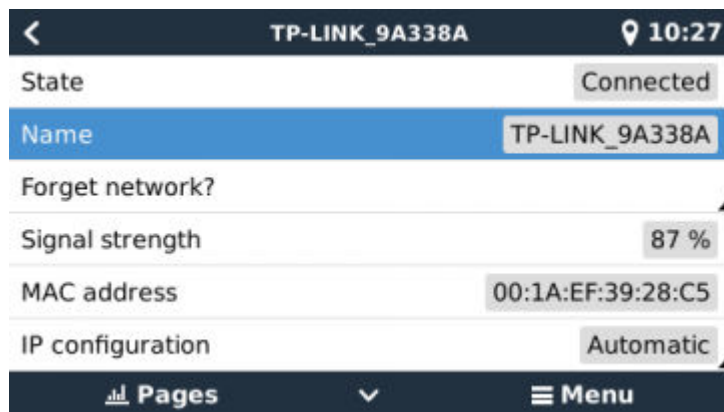 TP-LINK_9A338A 10:27
State Connected
Name TP-LINK_9A338A
Forget network?
Signal strength 87 %
MAC address 00:1A:EF:39:28:C5
IP configuration Automatic
Pages Menu